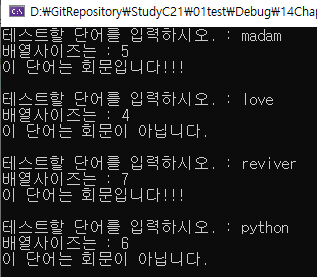 D:₩GitRepository₩StudyC21₩01test₩Debug₩14Chap
테스트할 단어를 입력하시오. : madam
배열사이즈는 : 5
이 단어는 회문입니다!!!
테스트할 단어를 입력하시오. : love
배열사이즈는 : 4
이 단어는 회문이 아닙니다.
테스트할 단어를 입력하시오. : reviver
배열사이즈는 : 7
이 단어는 회문입니다!!!
테스트할 단어를 입력하시오. : python
배열사이즈는 : 6
이 단어는 회문이 아닙니다.